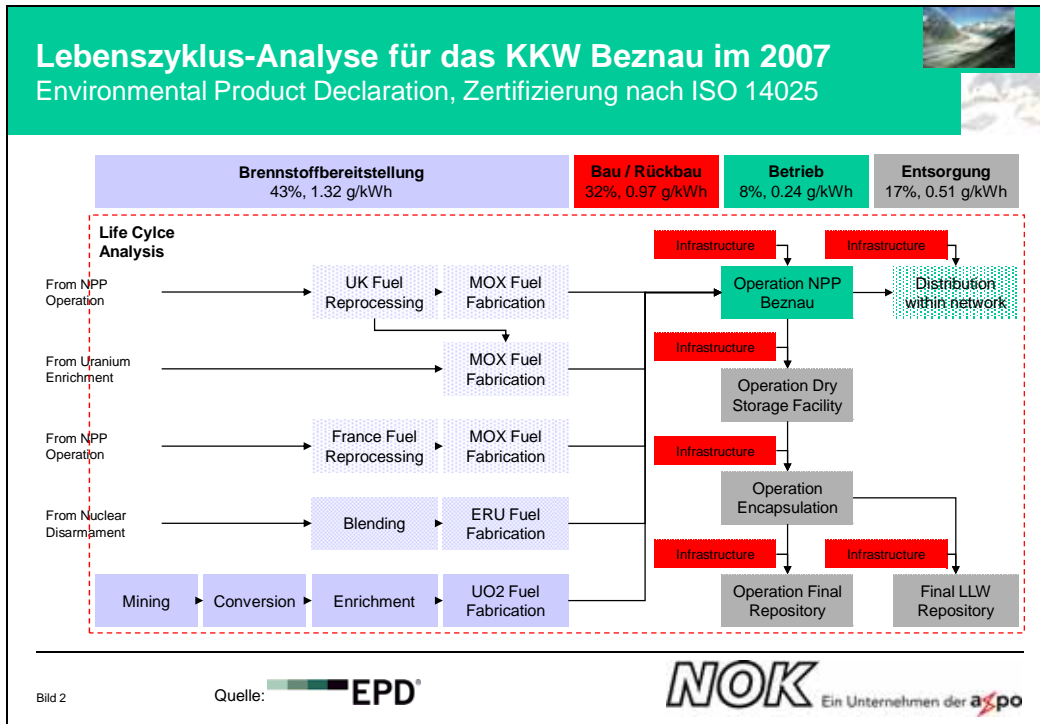 Lebenszyklus-Analyse für das KKW Beznau im 2007
Environmental Product Declaration, Zertifizierung nach ISO 14025
Brennstoffbereitstellung
43%, 1.32 g/kWh
Bau / Rückbau
32%, 0.97 g/kWh
Betrieb
8%, 0.24 g/kWh
Entsorgung
17%, 0.51 g/kWh
Life Cylce
Analysis
Infrastructure
Infrastructure
From NPP
Operation
UK Fuel
Reprocessing
MOX Fuel
Fabrication
Operation NPP
Beznau
Distribution
within network
From Uranium
Enrichment
MOX Fuel
Fabrication
Infrastructure
Operation Dry
Storage Facility
From NPP
Operation
France Fuel
Reprocessing
MOX Fuel
Fabrication
Infrastructure
Operation
Encapsulation
From Nuclear
Disarmament
Blending
ERU Fuel
Fabrication
Infrastructure
Infrastructure
Mining
Conversion
Enrichment
UO2 Fuel
Fabrication
Operation Final
Repository
Final LLW
Repository
Bild 2
Quelle:
EPD®
NOK
Ein Unternehmen der axpo